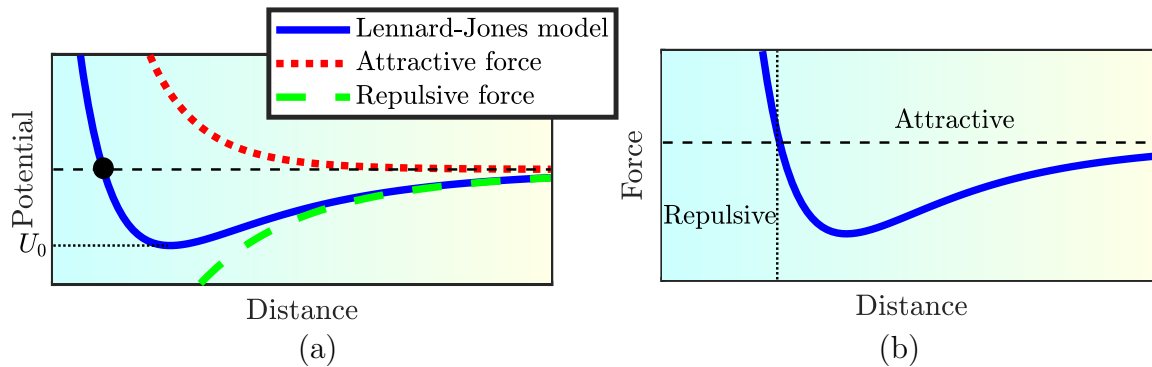 Lennard-Jones model
Attractive force
Repulsive force
Potential
U₀
Distance
(a)
Force
Attractive
Repulsive
Distance
(b)